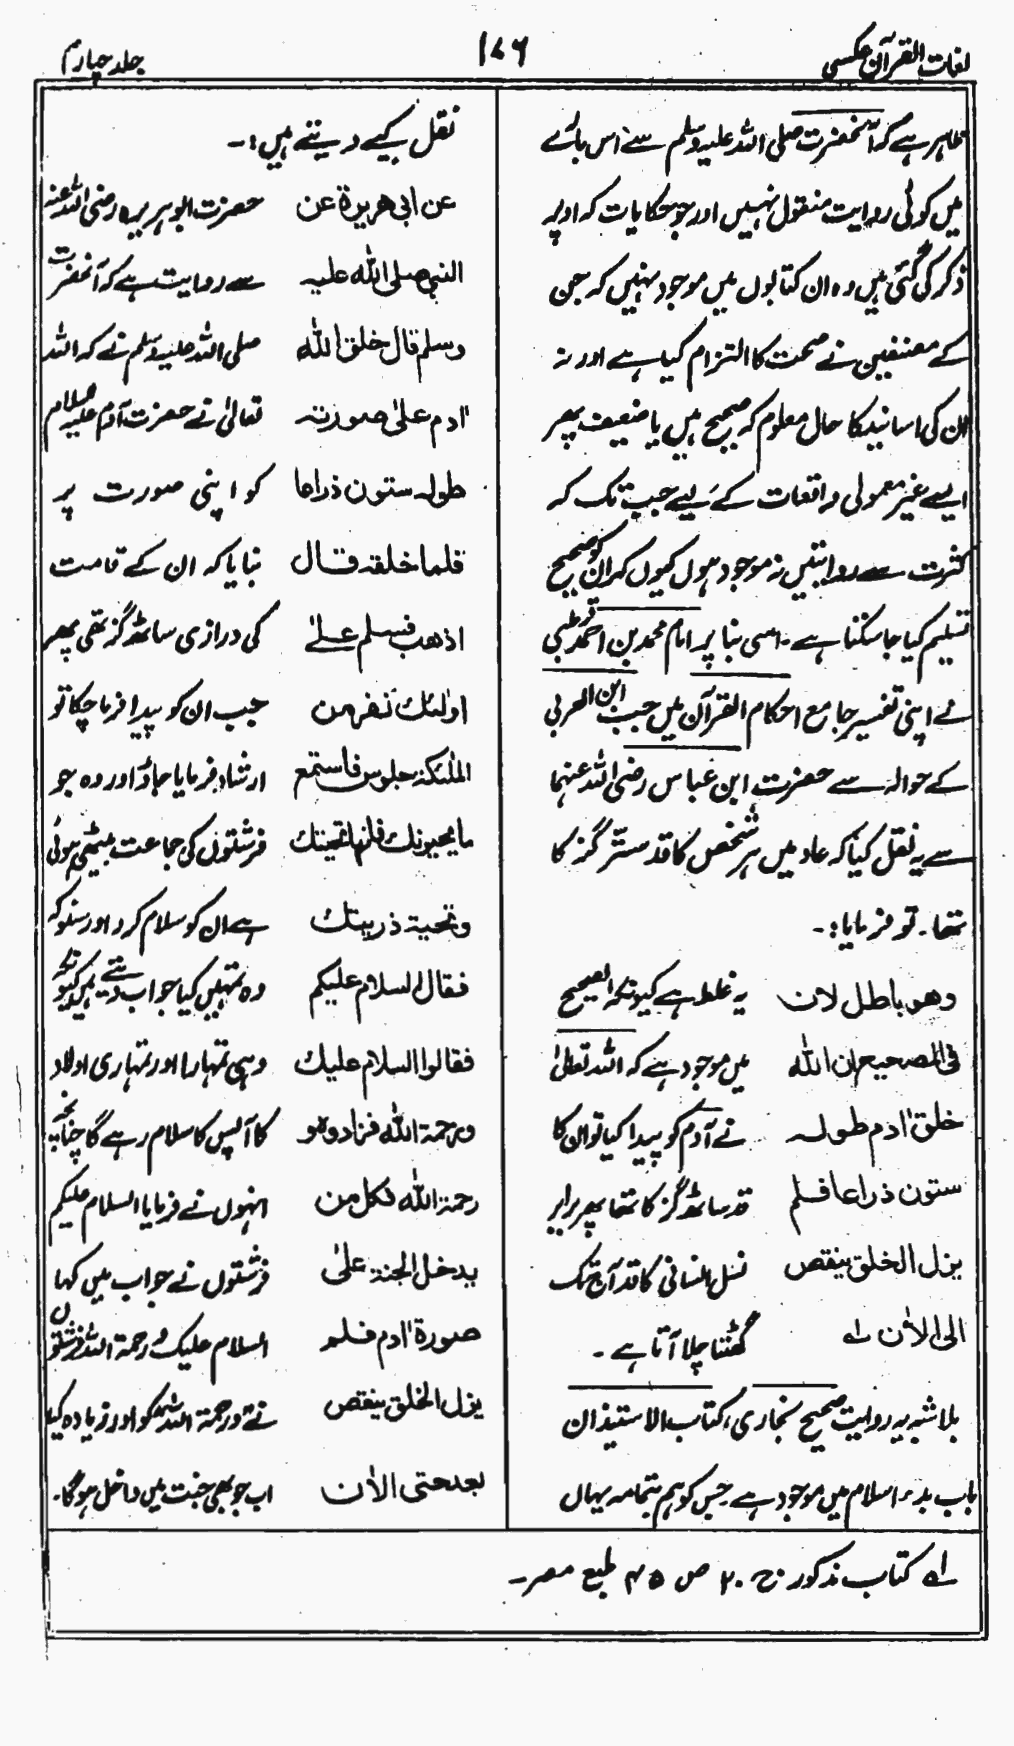 لغات القرآن عکسی
۱۷۶
جلد چہارم
ظاہر ہے کہ آنحضرت صلی اللہ علیہ وسلم سے اس بارے
میں کوئی روایت منقول نہیں اور جو حکایات کہ اوپر
ذکر کی گئی ہیں وہ ان کتابوں میں موجود نہیں کہ جن
کے مصنفین نے صحت کا التزام کیا ہے اور نہ
ان کی اسانید کا حال معلوم کہ صحیح ہیں یا ضعیف پھر
ایسے غیر معمولی واقعات کے لیے جب تک کہ
کثرت سے روایتیں نہ موجود ہوں کیوں کر ان کو صحیح
تسلیم کیا جا سکتا ہے۔ اسی بنا پر امام محمد بن احمد قرطبی
نے اپنی تفسیر جامع احکام القرآن میں جب ابن العربی
کے حوالہ سے حضرت ابن عباس رضی اللہ عنہما
سے یہ نقل کیا کہ عاد میں ہر شخص کا قد ستر گز کا
تھا۔ تو فرمایا:۔
وھو باطل لان
یہ غلط ہے کیونکہ الصحیح
فی الصحیح ان اللہ
میں موجود ہے کہ اللہ تعالیٰ
خلق اٰدم طولہ
نے آدم کو پیدا کیا تو ان کا
ستون ذراعا فلم
قد ساٹھ گز کا تھا پھر برابر
یزل الخلق ینقص
نسل انسانی کا قد آج تک
الی الاٰن ؎۱
گھٹتا چلا آتا ہے۔
بلا شبہ یہ روایت صحیح بخاری، کتاب الاستیذان
باب بدء اسلام میں موجود ہے جس کو ہم بتمامہ یہاں
نقل کیے دیتے ہیں:۔
عن ابی ھریرۃ عن
حضرت ابوہریرہ رضی اللہ عنہ
النبی صلی اللہ علیہ
سے روایت ہے کہ آنحضرت
وسلم قال خلق اللہ
صلی اللہ علیہ وسلم نے کہ اللہ
اٰدم علیٰ صورتہ
تعالیٰ نے حضرت آدم علیہ السلام
طولہ ستون ذراعا
کو اپنی صورت پر
فلما خلقہ قال
بنایا کہ ان کے قامت
اذھب فسلم علیٰ
کی درازی ساٹھ گز تھی پھر
اولئک نفر من
جب ان کو پیدا فرما چکا تو
الملٰئکۃ جلوس فاستمع
ارشاد فرمایا جاؤ اور وہ جو
ما یحیونک فانھا تحیتک
فرشتوں کی جماعت بیٹھی ہوئی
وتحیۃ ذریتک
ہے ان کو سلام کرو اور سنو کہ
فقال السلام علیکم
وہ تمہیں کیا جواب دیتے ہیں کیونکہ
فقالوا السلام علیک
وہی تمہارا اور تمہاری اولاد
ورحمۃ اللہ فزادوہ و
کا آپس کا سلام رہے گا چنانچہ
رحمۃ اللہ فکل من
انہوں نے فرمایا السلام علیکم
یدخل الجنۃ علیٰ
فرشتوں نے جواب میں کہا
صورۃ اٰدم فلم
السلام علیک ورحمۃ اللہ فرشتوں
یزل الخلق ینقص
نے ورحمۃ اللہ کو اور زیادہ کیا
بعد حتی الاٰن
اب جو بھی جنت میں داخل ہوگا۔
؎۱ کتاب مذکور ج ۲۰ ص ۴۵ طبع مصر۔